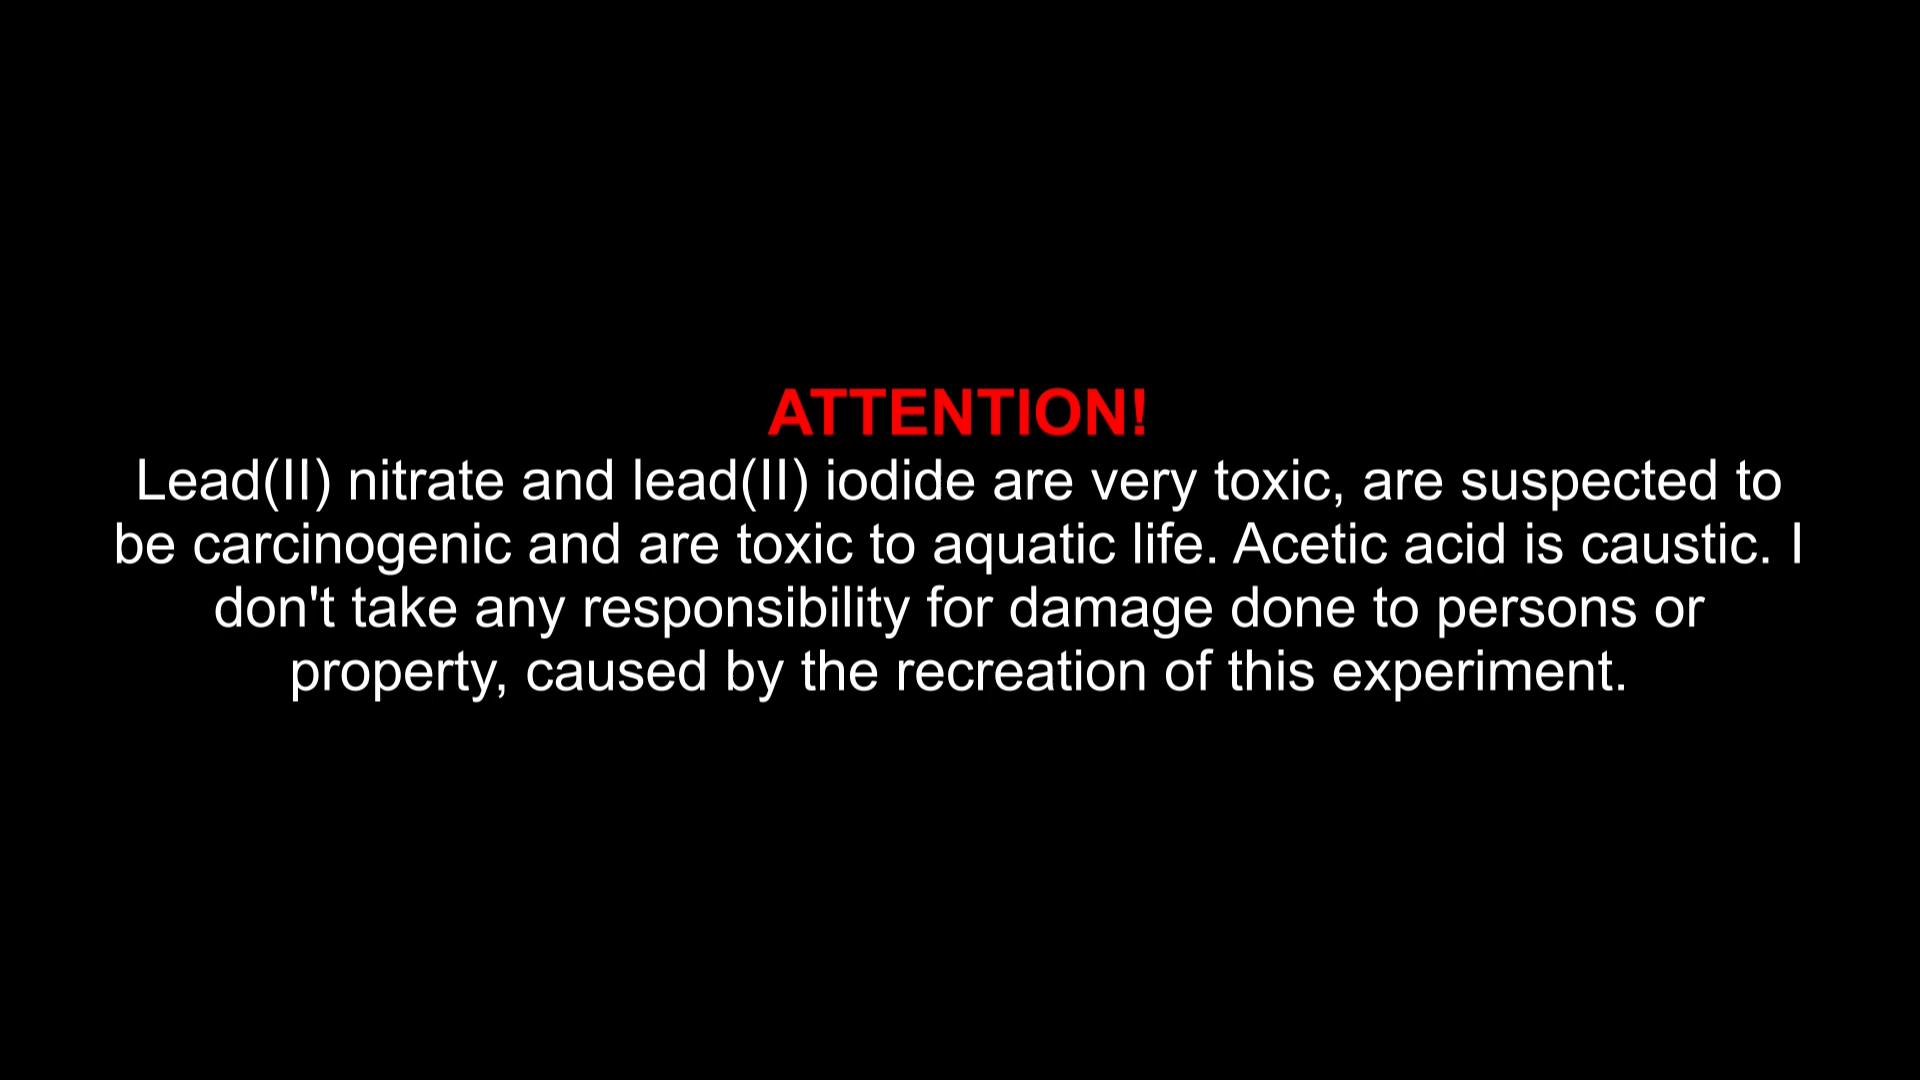 ATTENTION!
Lead(II) nitrate and lead(II) iodide are very toxic, are suspected to
be carcinogenic and are toxic to aquatic life. Acetic acid is caustic. I
don't take any responsibility for damage done to persons or
property, caused by the recreation of this experiment.